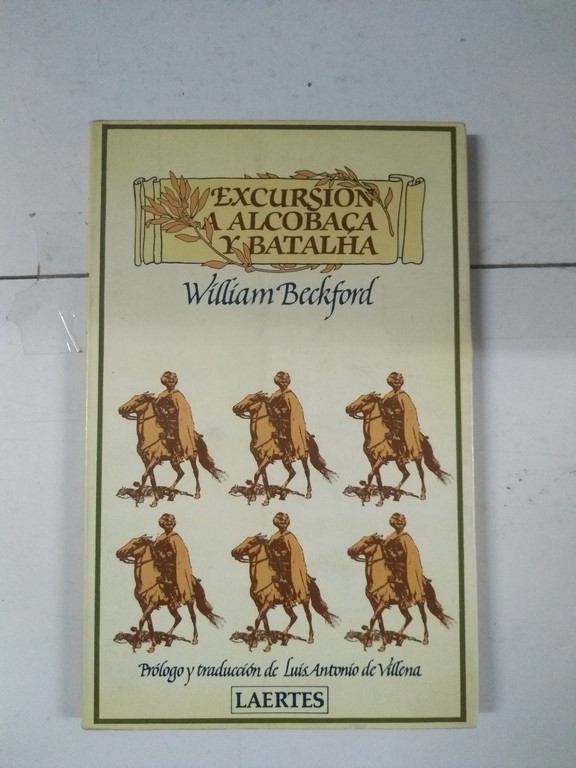 EXCURSION
A ALCOBAÇA
Y BATALHA
William Beckford
Prólogo y traducción de Luis Antonio de Villena
LAERTES